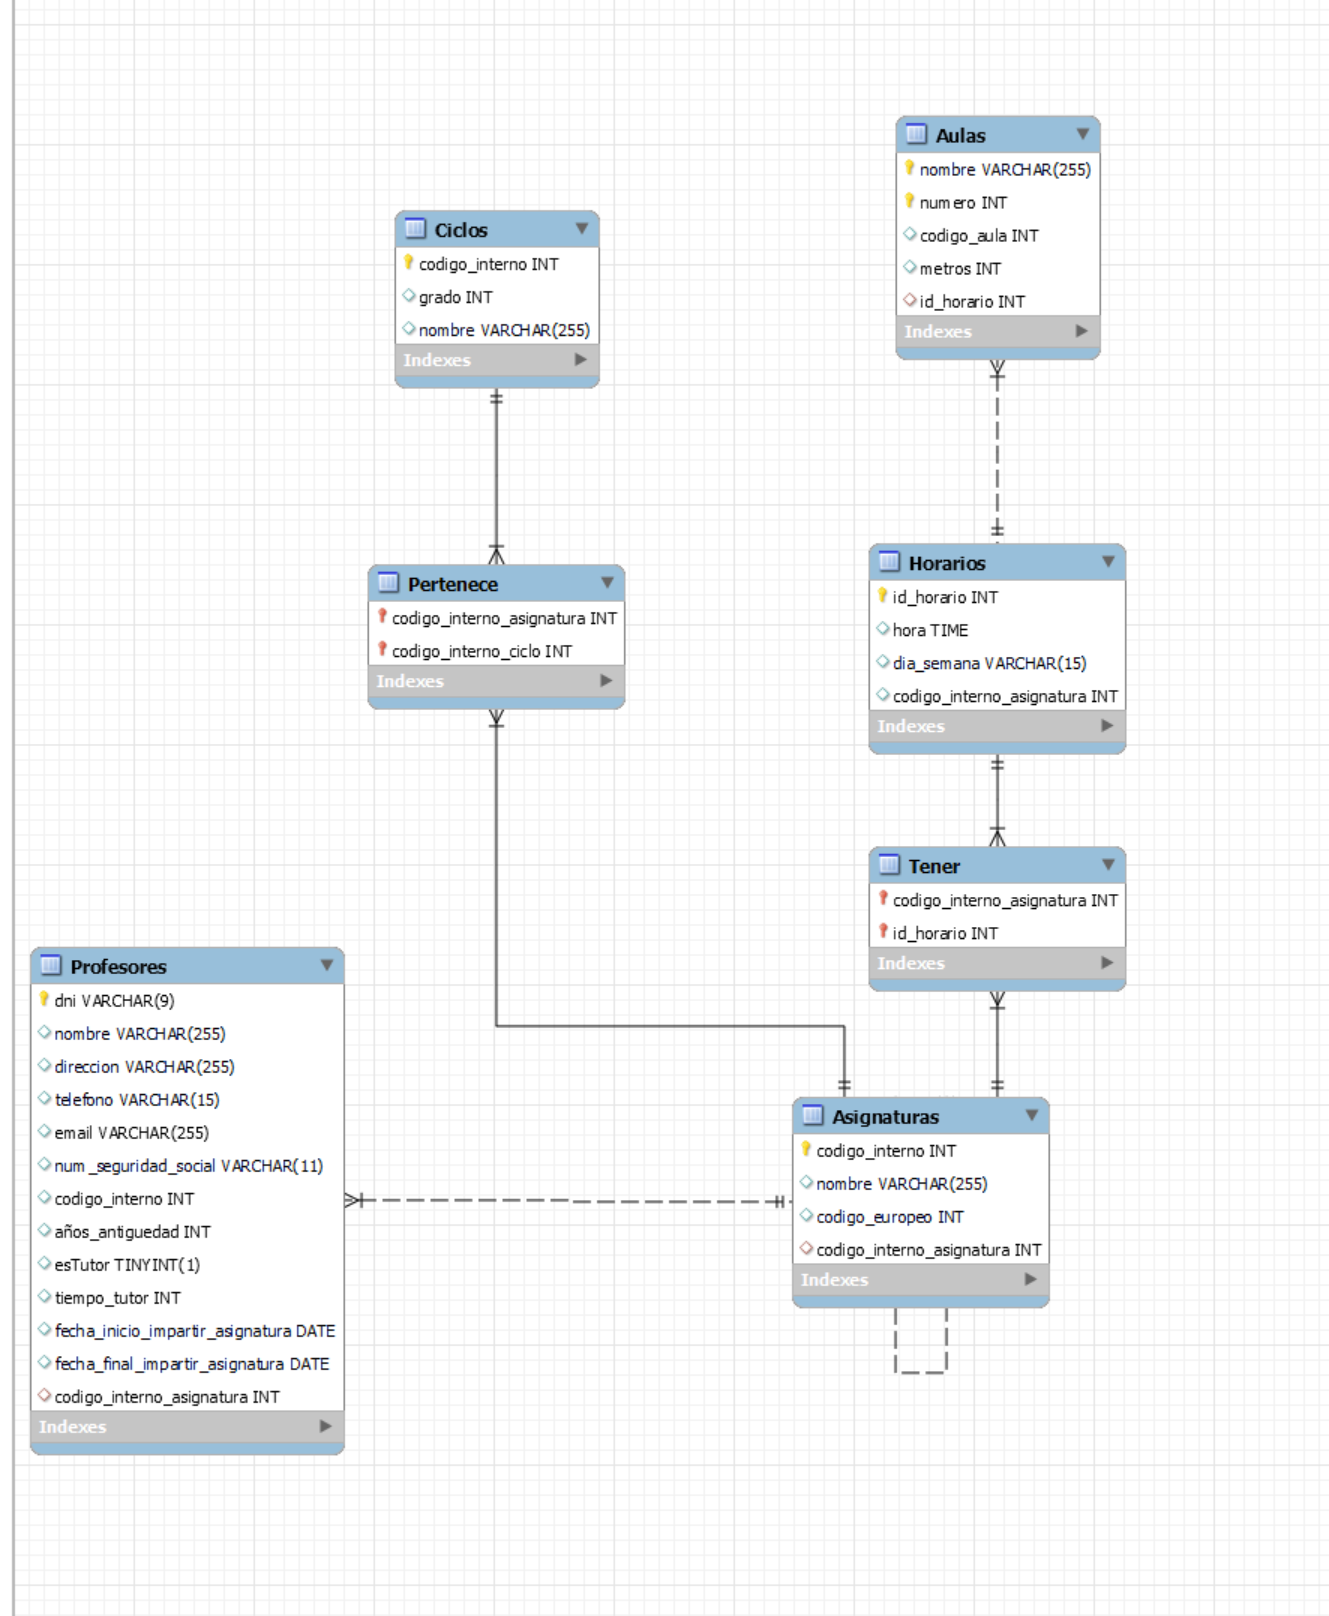 Aulas
nombre VARCHAR(255)
numero INT
codigo_aula INT
metros INT
id_horario INT
Indexes
Ciclos
codigo_interno INT
grado INT
nombre VARCHAR(255)
Indexes
Horarios
id_horario INT
hora TIME
dia_semana VARCHAR(15)
codigo_interno_asignatura INT
Indexes
Pertenece
codigo_interno_asignatura INT
codigo_interno_ciclo INT
Indexes
Tener
codigo_interno_asignatura INT
id_horario INT
Indexes
Profesores
dni VARCHAR(9)
nombre VARCHAR(255)
direccion VARCHAR(255)
telefono VARCHAR(15)
email VARCHAR(255)
num_seguridad_social VARCHAR(11)
codigo_interno INT
años_antiguedad INT
esTutor TINYINT(1)
tiempo_tutor INT
fecha_inicio_impartir_asignatura DATE
fecha_final_impartir_asignatura DATE
codigo_interno_asignatura INT
Indexes
Asignaturas
codigo_interno INT
nombre VARCHAR(255)
codigo_europeo INT
codigo_interno_asignatura INT
Indexes